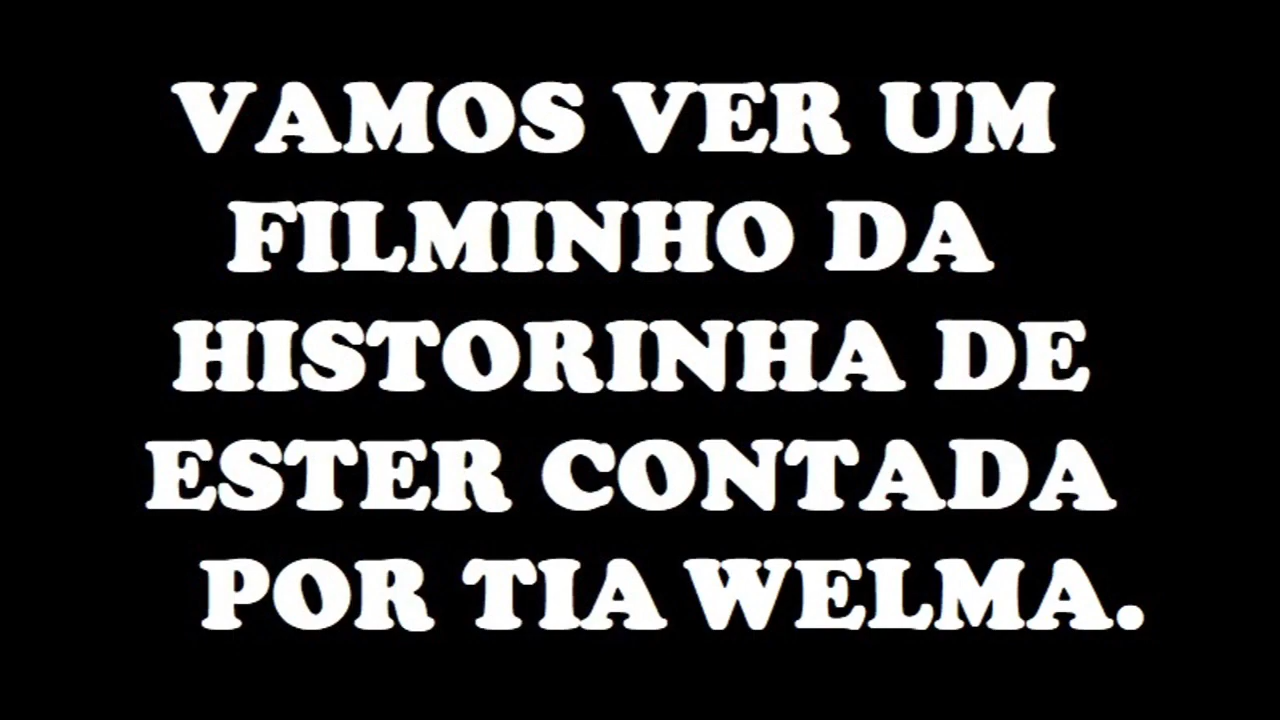 VAMOS VER UM
FILMINHO DA
HISTORINHA DE
ESTER CONTADA
POR TIA WELMA.